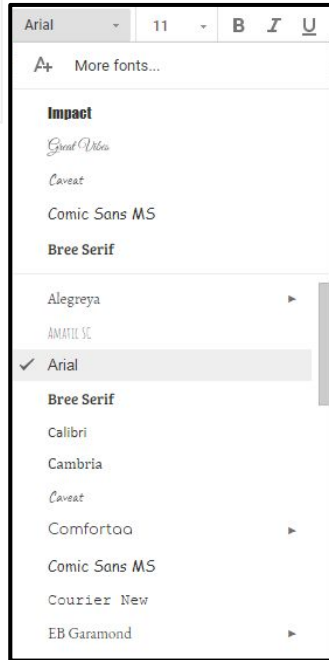 Arial 11 B I U
A+ More fonts...
Impact
Great Vibes
Caveat
Comic Sans MS
Bree Serif
Alegreya
AMATIC SC
Arial
Bree Serif
Calibri
Cambria
Caveat
Comfortaa
Comic Sans MS
Courier New
EB Garamond